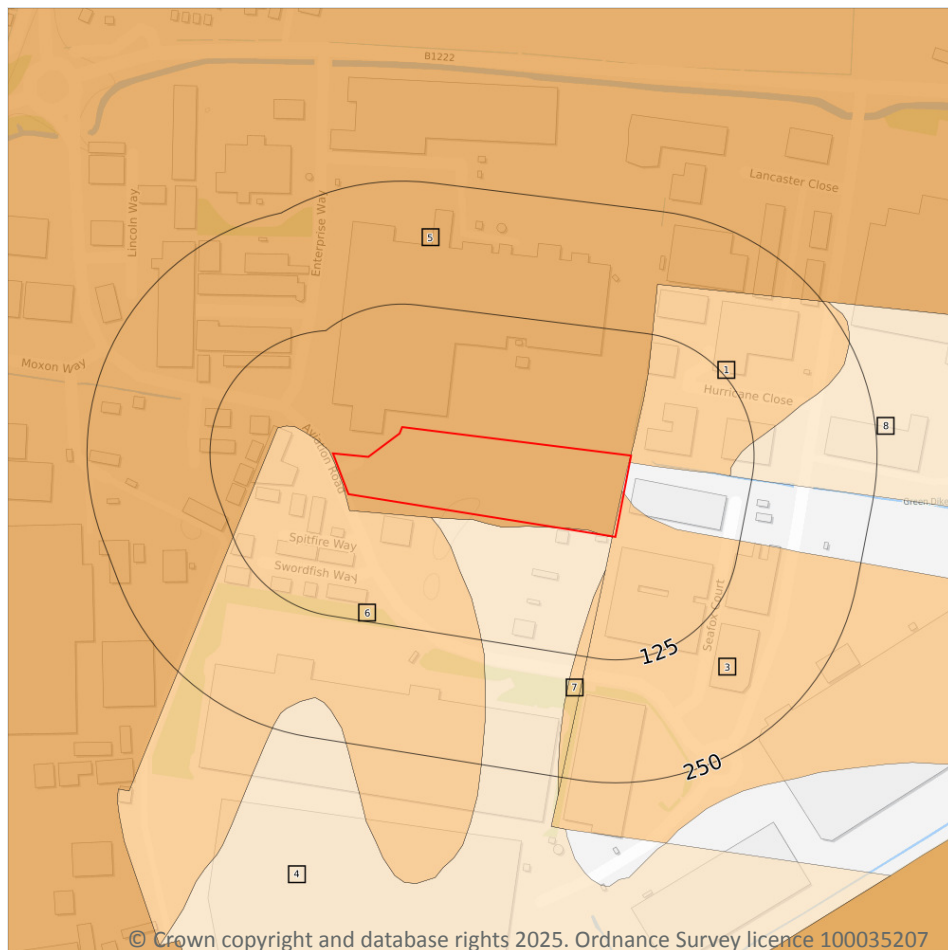 B1222
Lancaster Close
Lincoln Way
Enterprise Way
5
Moxon Way
1
Hurricane Close
8
Aviation Road
Green Dike
Spitfire Way
Swordfish Way
6
Seafox Court
125
3
7
250
4
© Crown copyright and database rights 2025. Ordnance Survey licence 100035207